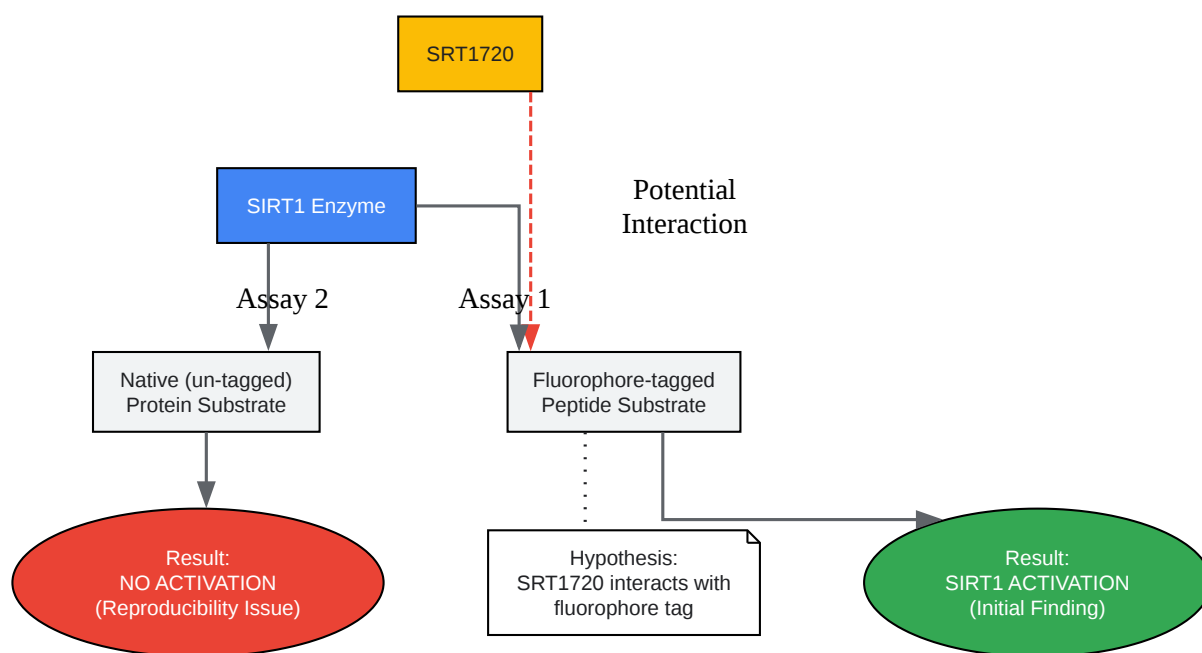 SRT1720
SIRT1 Enzyme
Potential
Interaction
Assay 2
Assay 1
Native (un-tagged)
Protein Substrate
Fluorophore-tagged
Peptide Substrate
Result:
NO ACTIVATION
(Reproducibility Issue)
Hypothesis:
SRT1720 interacts with
fluorophore tag
Result:
SIRT1 ACTIVATION
(Initial Finding)